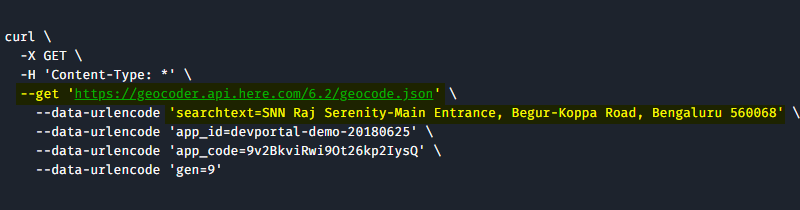 curl \
-X GET \
-H 'Content-Type: *' \
--get 'https://geocoder.api.here.com/6.2/geocode.json' \
--data-urlencode 'searchtext=SNN Raj Serenity-Main Entrance, Begur-Koppa Road, Bengaluru 560068' \
--data-urlencode 'app_id=devportal-demo-20180625' \
--data-urlencode 'app_code=9v2BkviRwi9Ot26kp2IysQ' \
--data-urlencode 'gen=9'